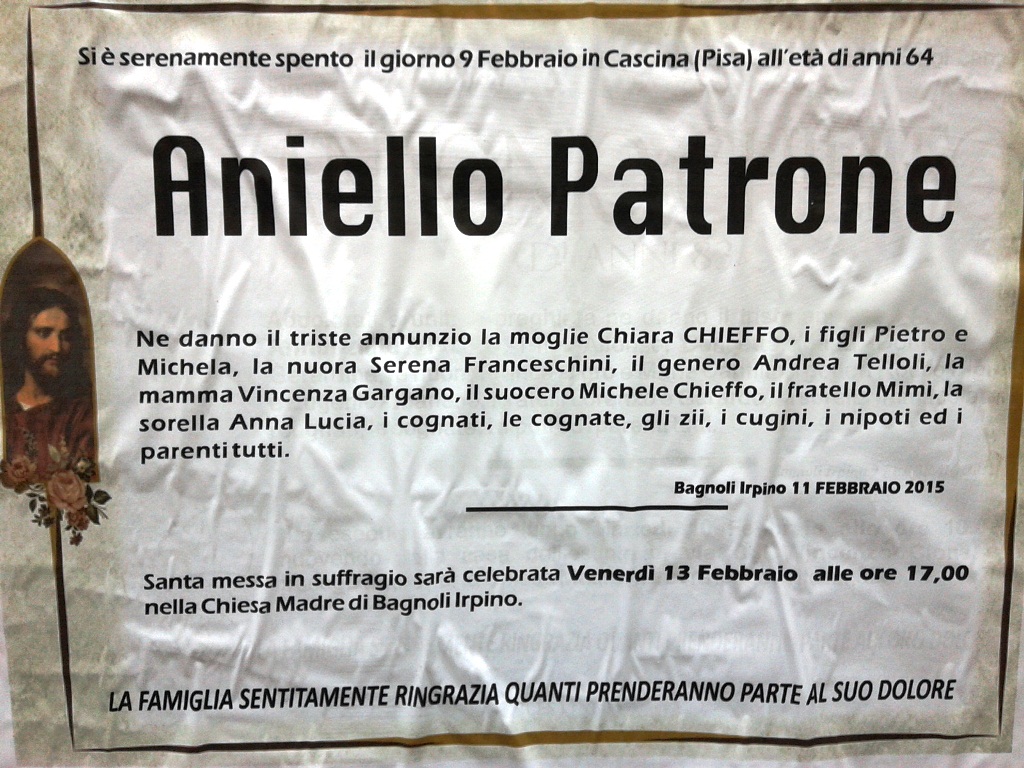 Si è serenamente spento il giorno 9 Febbraio in Cascina (Pisa) all'età di anni 64
Aniello Patrone
Ne danno il triste annunzio la moglie Chiara CHIEFFO, i figli Pietro e
Michela, la nuora Serena Franceschini, il genero Andrea Telloli, la
mamma Vincenza Gargano, il suocero Michele Chieffo, il fratello Mimì, la
sorella Anna Lucia, i cognati, le cognate, gli zii, i cugini, i nipoti ed i
parenti tutti.
Bagnoli Irpino 11 FEBBRAIO 2015
Santa messa in suffragio sarà celebrata Venerdì 13 Febbraio alle ore 17,00
nella Chiesa Madre di Bagnoli Irpino.
LA FAMIGLIA SENTITAMENTE RINGRAZIA QUANTI PRENDERANNO PARTE AL SUO DOLORE